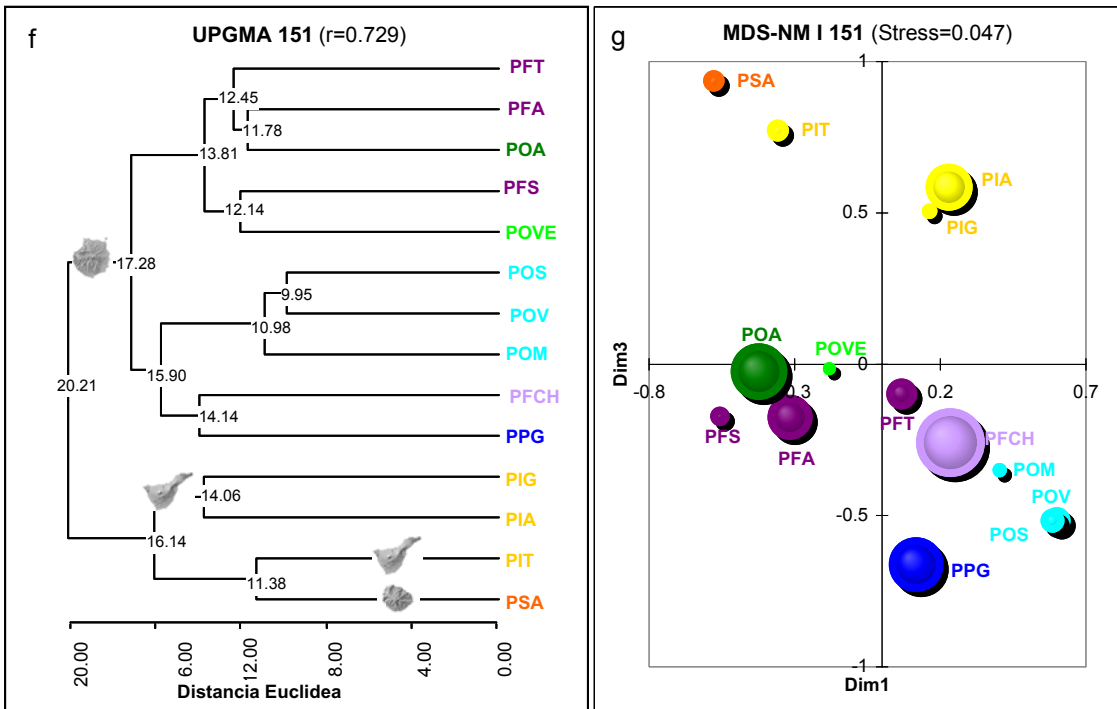 f
UPGMA 151 (r=0.729)
PFT
12.45
PFA
11.78
POA
13.81
PFS
12.14
POVE
17.28
POS
9.95
POV
10.98
POM
20.21
15.90
PFCH
14.14
PPG
PIG
14.06
PIA
16.14
PIT
11.38
PSA
20.00
6.00
12.00
8.00
4.00
0.00
Distancia Euclidea
g
MDS-NM I 151 (Stress=0.047)
1
PSA
PIT
PIA
0.5
PIG
POA
POVE
Dim3
0
-0.8
0.3
0.2
0.7
PFT
PFS
PFA
PFCH
POM
POV
-0.5
POS
PPG
-1
Dim1